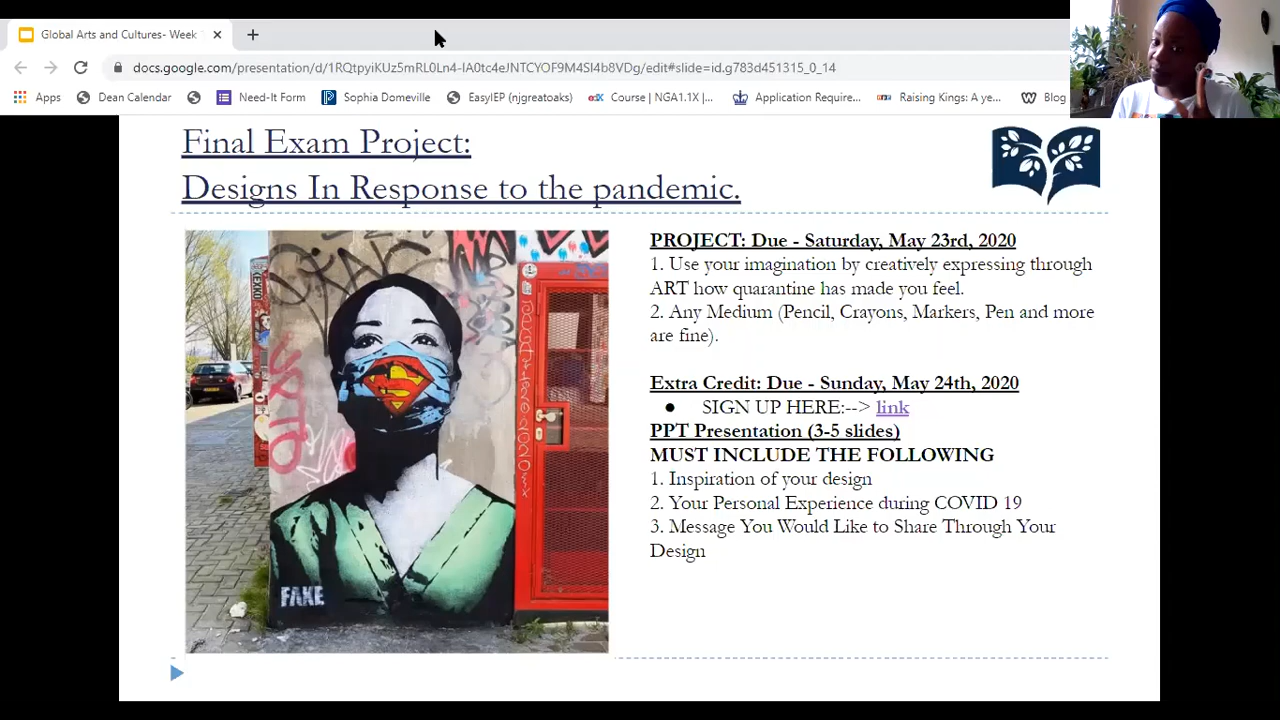 Global Arts and Cultures- Week
docs.google.com/presentation/d/1RQtpyiKUz5mRL0Ln4-IA0tc4eJNTCYOF9M4SI4b8VDg/edit#slide=id.g783d451315_0_14
Apps Dean Calendar Need-It Form Sophia Domeville EasyIEP (njgreatoaks) Course | NGA1.1X |... Application Require... Raising Kings: A ye... Blog
Final Exam Project:
Designs In Response to the pandemic.
PROJECT: Due - Saturday, May 23rd, 2020
1. Use your imagination by creatively expressing through
ART how quarantine has made you feel.
2. Any Medium (Pencil, Crayons, Markers, Pen and more
are fine).
Extra Credit: Due - Sunday, May 24th, 2020
● SIGN UP HERE:--> link
PPT Presentation (3-5 slides)
MUST INCLUDE THE FOLLOWING
1. Inspiration of your design
2. Your Personal Experience during COVID 19
3. Message You Would Like to Share Through Your
Design
FAKE